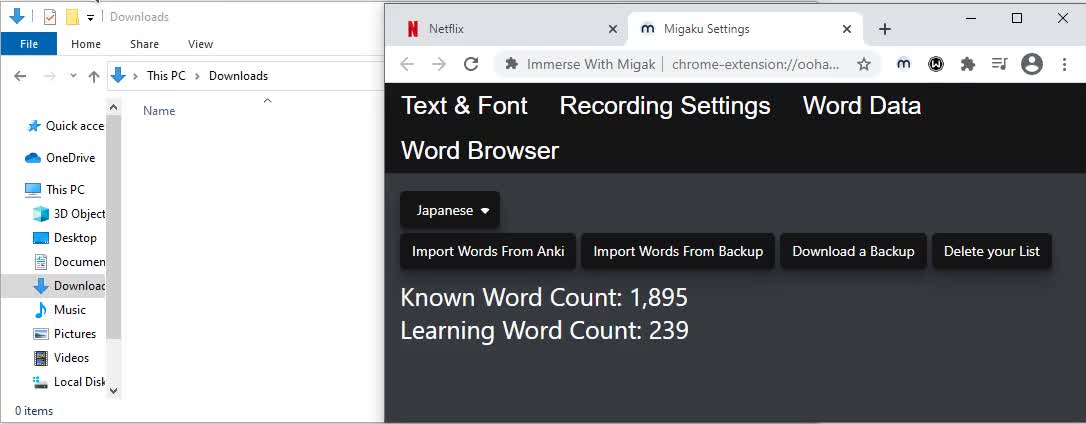 Downloads
File Home Share View
This PC Downloads
Name
Quick acce
OneDrive
This PC
3D Object
Desktop
Documen
Downloac
Music
Pictures
Videos
Local Disk
0 items
Netflix
Migaku Settings
Immerse With Migak chrome-extension://ooha...
Text & Font Recording Settings Word Data
Word Browser
Japanese
Import Words From Anki Import Words From Backup Download a Backup Delete your List
Known Word Count: 1,895
Learning Word Count: 239